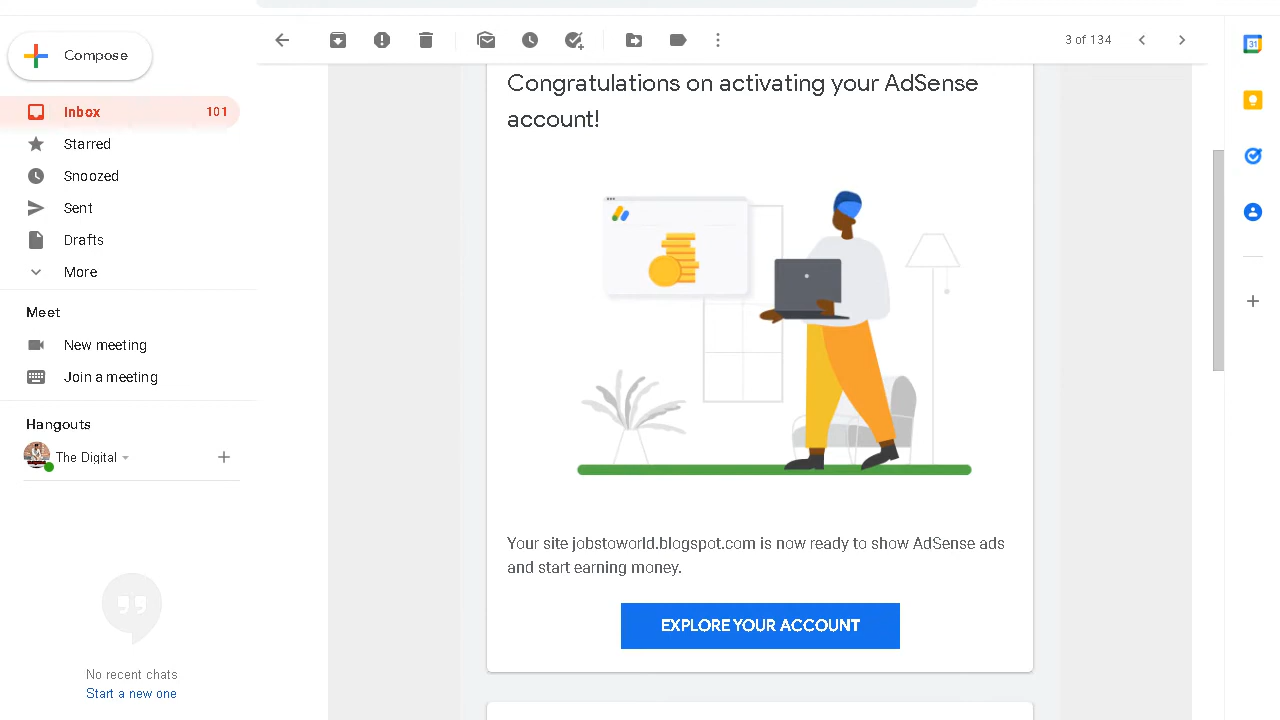 Compose
3 of 134
Inbox 101
Starred
Snoozed
Sent
Drafts
More
Meet
New meeting
Join a meeting
Hangouts
The Digital
No recent chats
Start a new one
Congratulations on activating your AdSense
account!
Your site jobstoworld.blogspot.com is now ready to show AdSense ads
and start earning money.
EXPLORE YOUR ACCOUNT
31